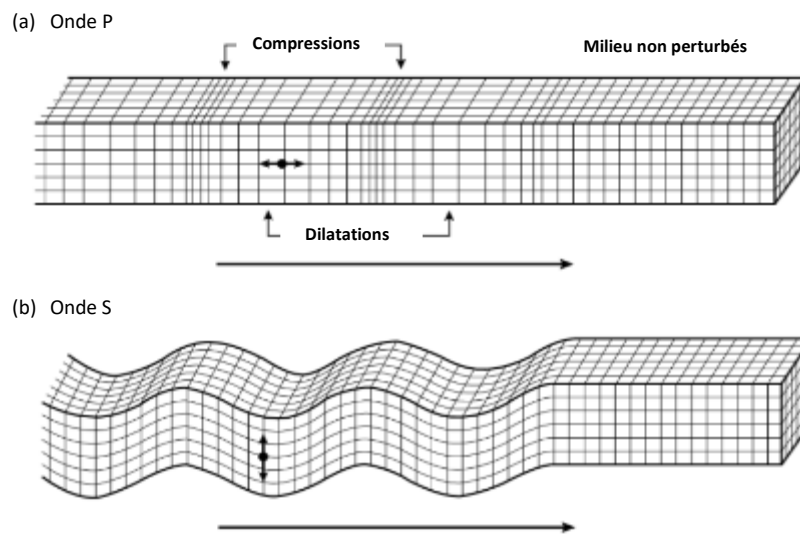 (a) Onde P
Compressions
Milieu non perturbés
Dilatations
(b) Onde S